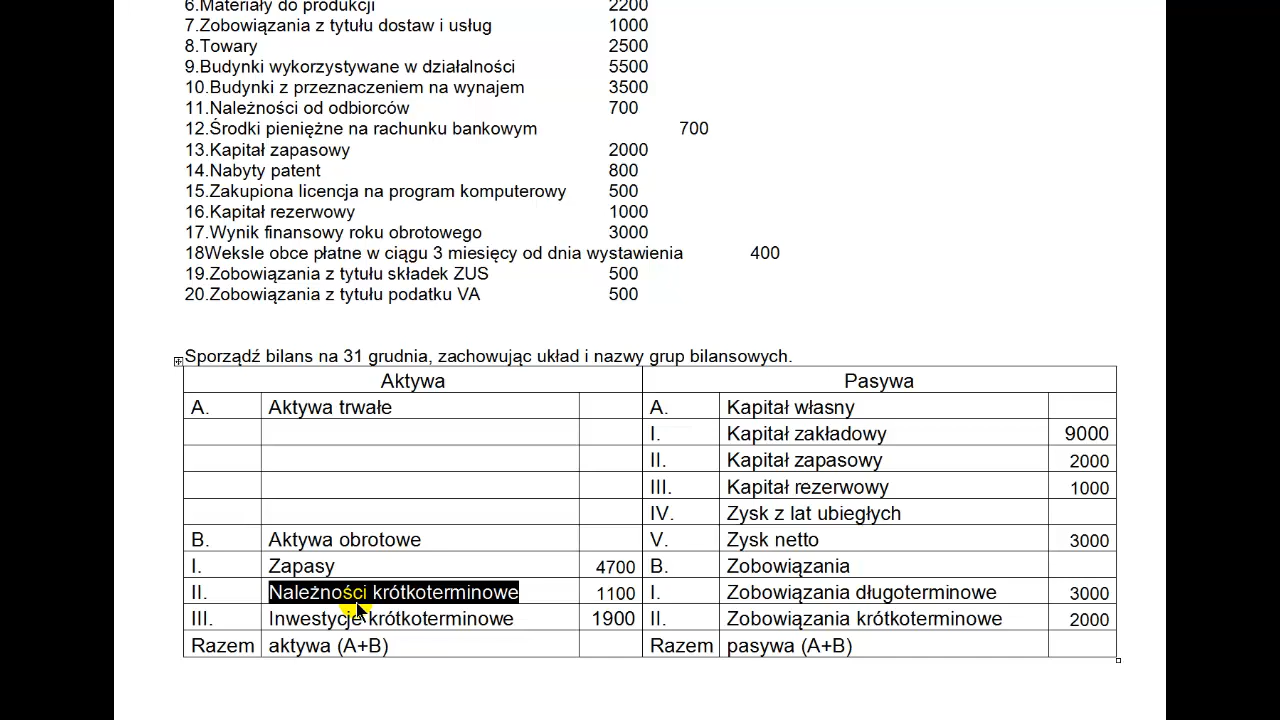 6.Materiały do produkcji 2200
7.Zobowiązania z tytułu dostaw i usług 1000
8.Towary 2500
9.Budynki wykorzystywane w działalności 5500
10.Budynki z przeznaczeniem na wynajem 3500
11.Należności od odbiorców 700
12.Środki pieniężne na rachunku bankowym 700
13.Kapitał zapasowy 2000
14.Nabyty patent 800
15.Zakupiona licencja na program komputerowy 500
16.Kapitał rezerwowy 1000
17.Wynik finansowy roku obrotowego 3000
18Weksle obce płatne w ciągu 3 miesięcy od dnia wystawienia 400
19.Zobowiązania z tytułu składek ZUS 500
20.Zobowiązania z tytułu podatku VA 500
Sporządź bilans na 31 grudnia, zachowując układ i nazwy grup bilansowych.
Aktywa Pasywa
A. Aktywa trwałe A. Kapitał własny
I. Kapitał zakładowy 9000
II. Kapitał zapasowy 2000
III. Kapitał rezerwowy 1000
IV. Zysk z lat ubiegłych
B. Aktywa obrotowe V. Zysk netto 3000
I. Zapasy 4700 B. Zobowiązania
II. Należności krótkoterminowe 1100 I. Zobowiązania długoterminowe 3000
III. Inwestycje krótkoterminowe 1900 II. Zobowiązania krótkoterminowe 2000
Razem aktywa (A+B) Razem pasywa (A+B)